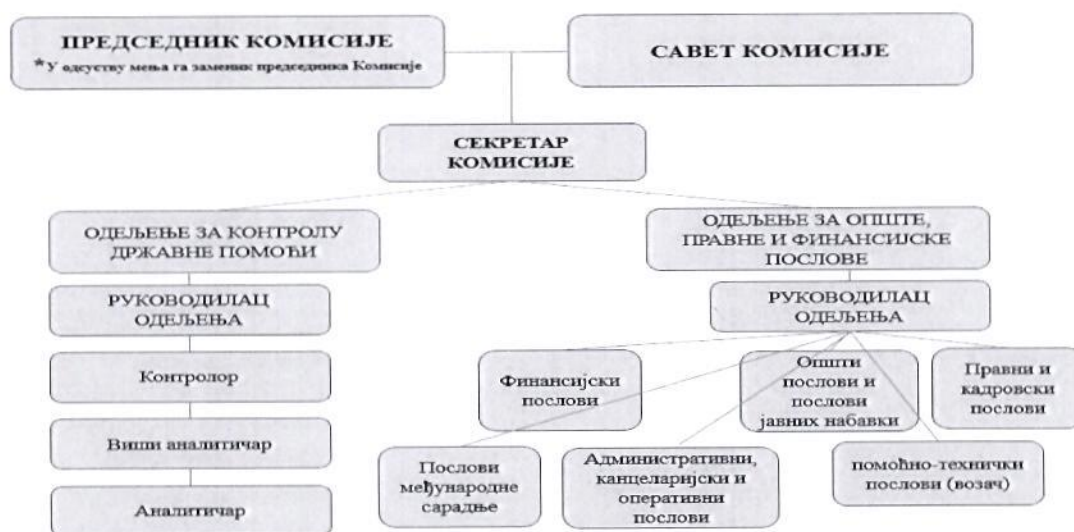 ПРЕДСЕДНИК КОМИСИЈЕ
*У одсуству мења га заменик председника Комисије
САВЕТ КОМИСИЈЕ
СЕКРЕТАР
КОМИСИЈЕ
ОДЕЉЕЊЕ ЗА КОНТРОЛУ
ДРЖАВНЕ ПОМОЋИ
РУКОВОДИЛАЦ
ОДЕЉЕЊА
Контролор
Виши аналитичар
Аналитичар
ОДЕЉЕЊЕ ЗА ОПШТЕ,
ПРАВНЕ И ФИНАНСИЈСКЕ
ПОСЛОВЕ
РУКОВОДИЛАЦ
ОДЕЉЕЊА
Финансијски
послови
Општи
послови и
послови
јавних набавки
Правни и
кадровски
послови
Послови
међународне
сарадње
Административни,
канцеларијски и
оперативни
послови
помоћно-технички
послови (возач)